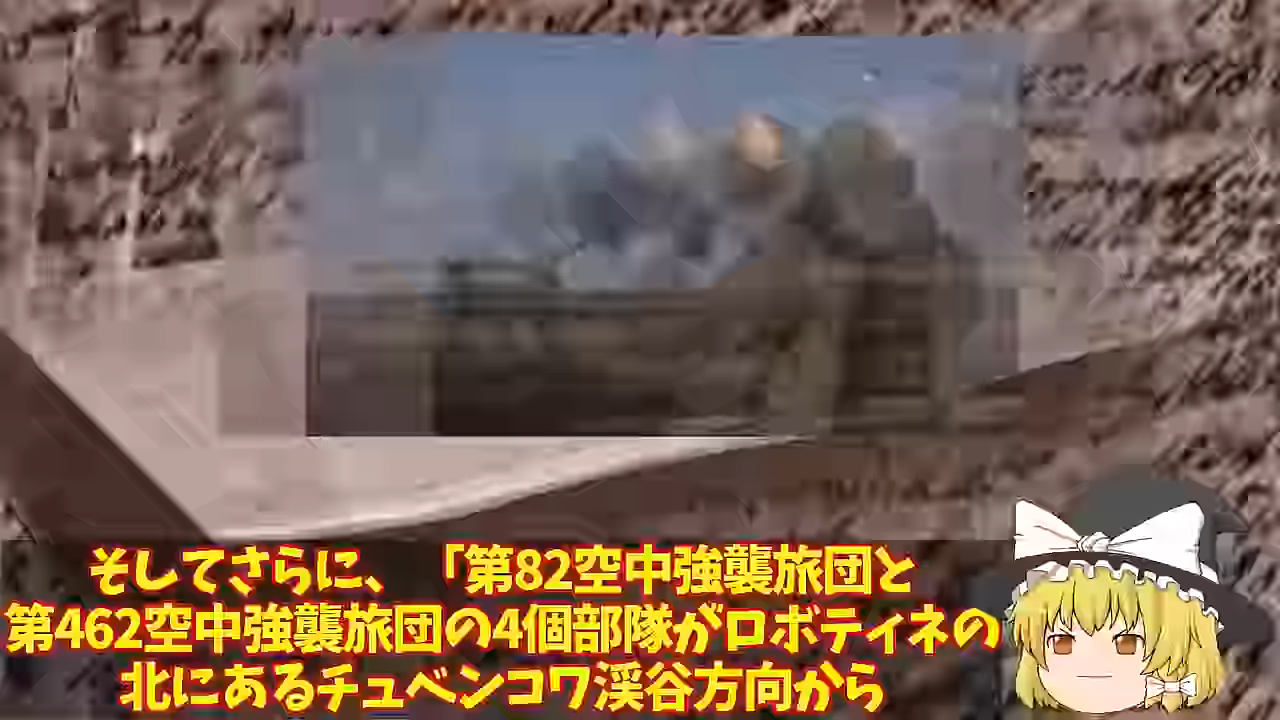 そしてさらに、「第82空中強襲旅団と
第462空中強襲旅団の4個部隊がロボティネの
北にあるチュベンコワ渓谷方向から